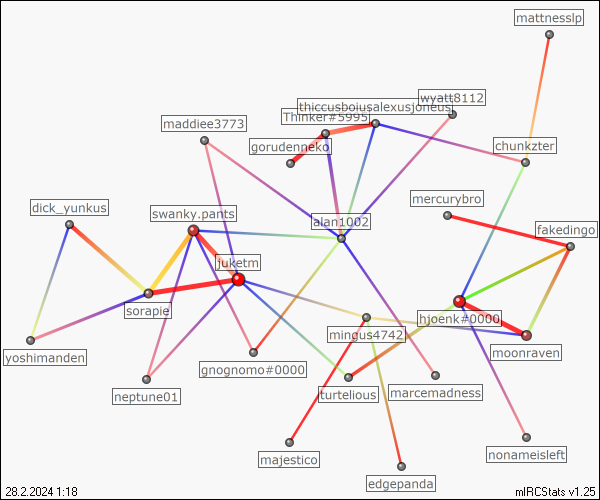 mattnesslp
wyatt8112
thiccusboiusalexusjoneus
Thinker#5995
maddiee3773
gorudenneko
chunkzter
mercurybro
dick_yunkus
swanky.pants
alan1002
fakedingo
juketm
sorapie
hjoenk#0000
mingus4742
moonraven
yoshimanden
gnognomo#0000
neptune01
turtelious
marcemadness
majestico
nonameisleft
edgepanda
28.2.2024 1:18
mIRCStats v1.25